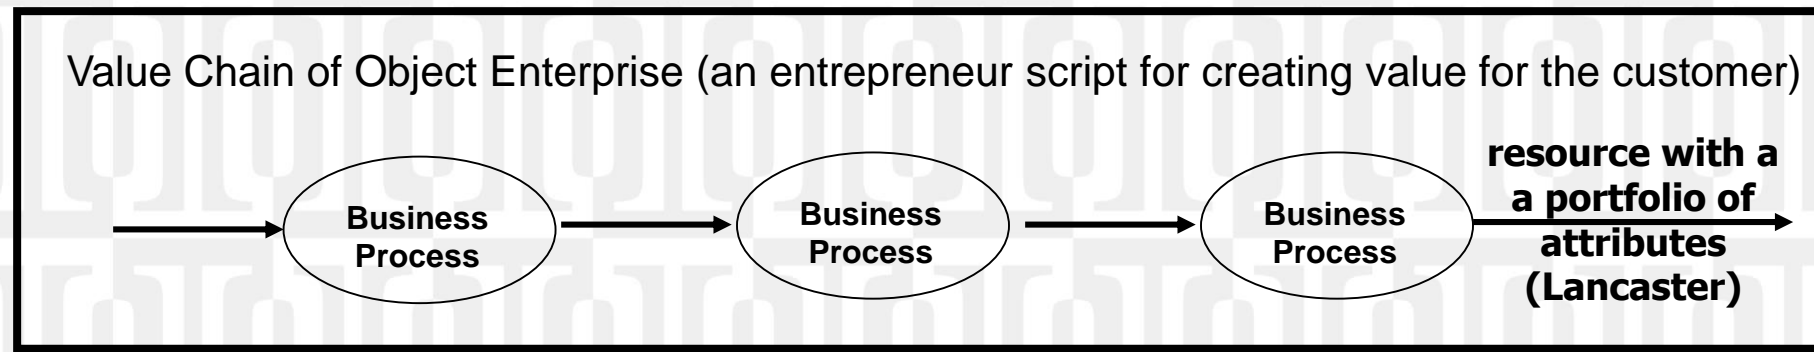 Value Chain of Object Enterprise (an entrepreneur script for creating value for the customer)
Business
Process
Business
Process
Business
Process
resource with a
a portfolio of
attributes
(Lancaster)